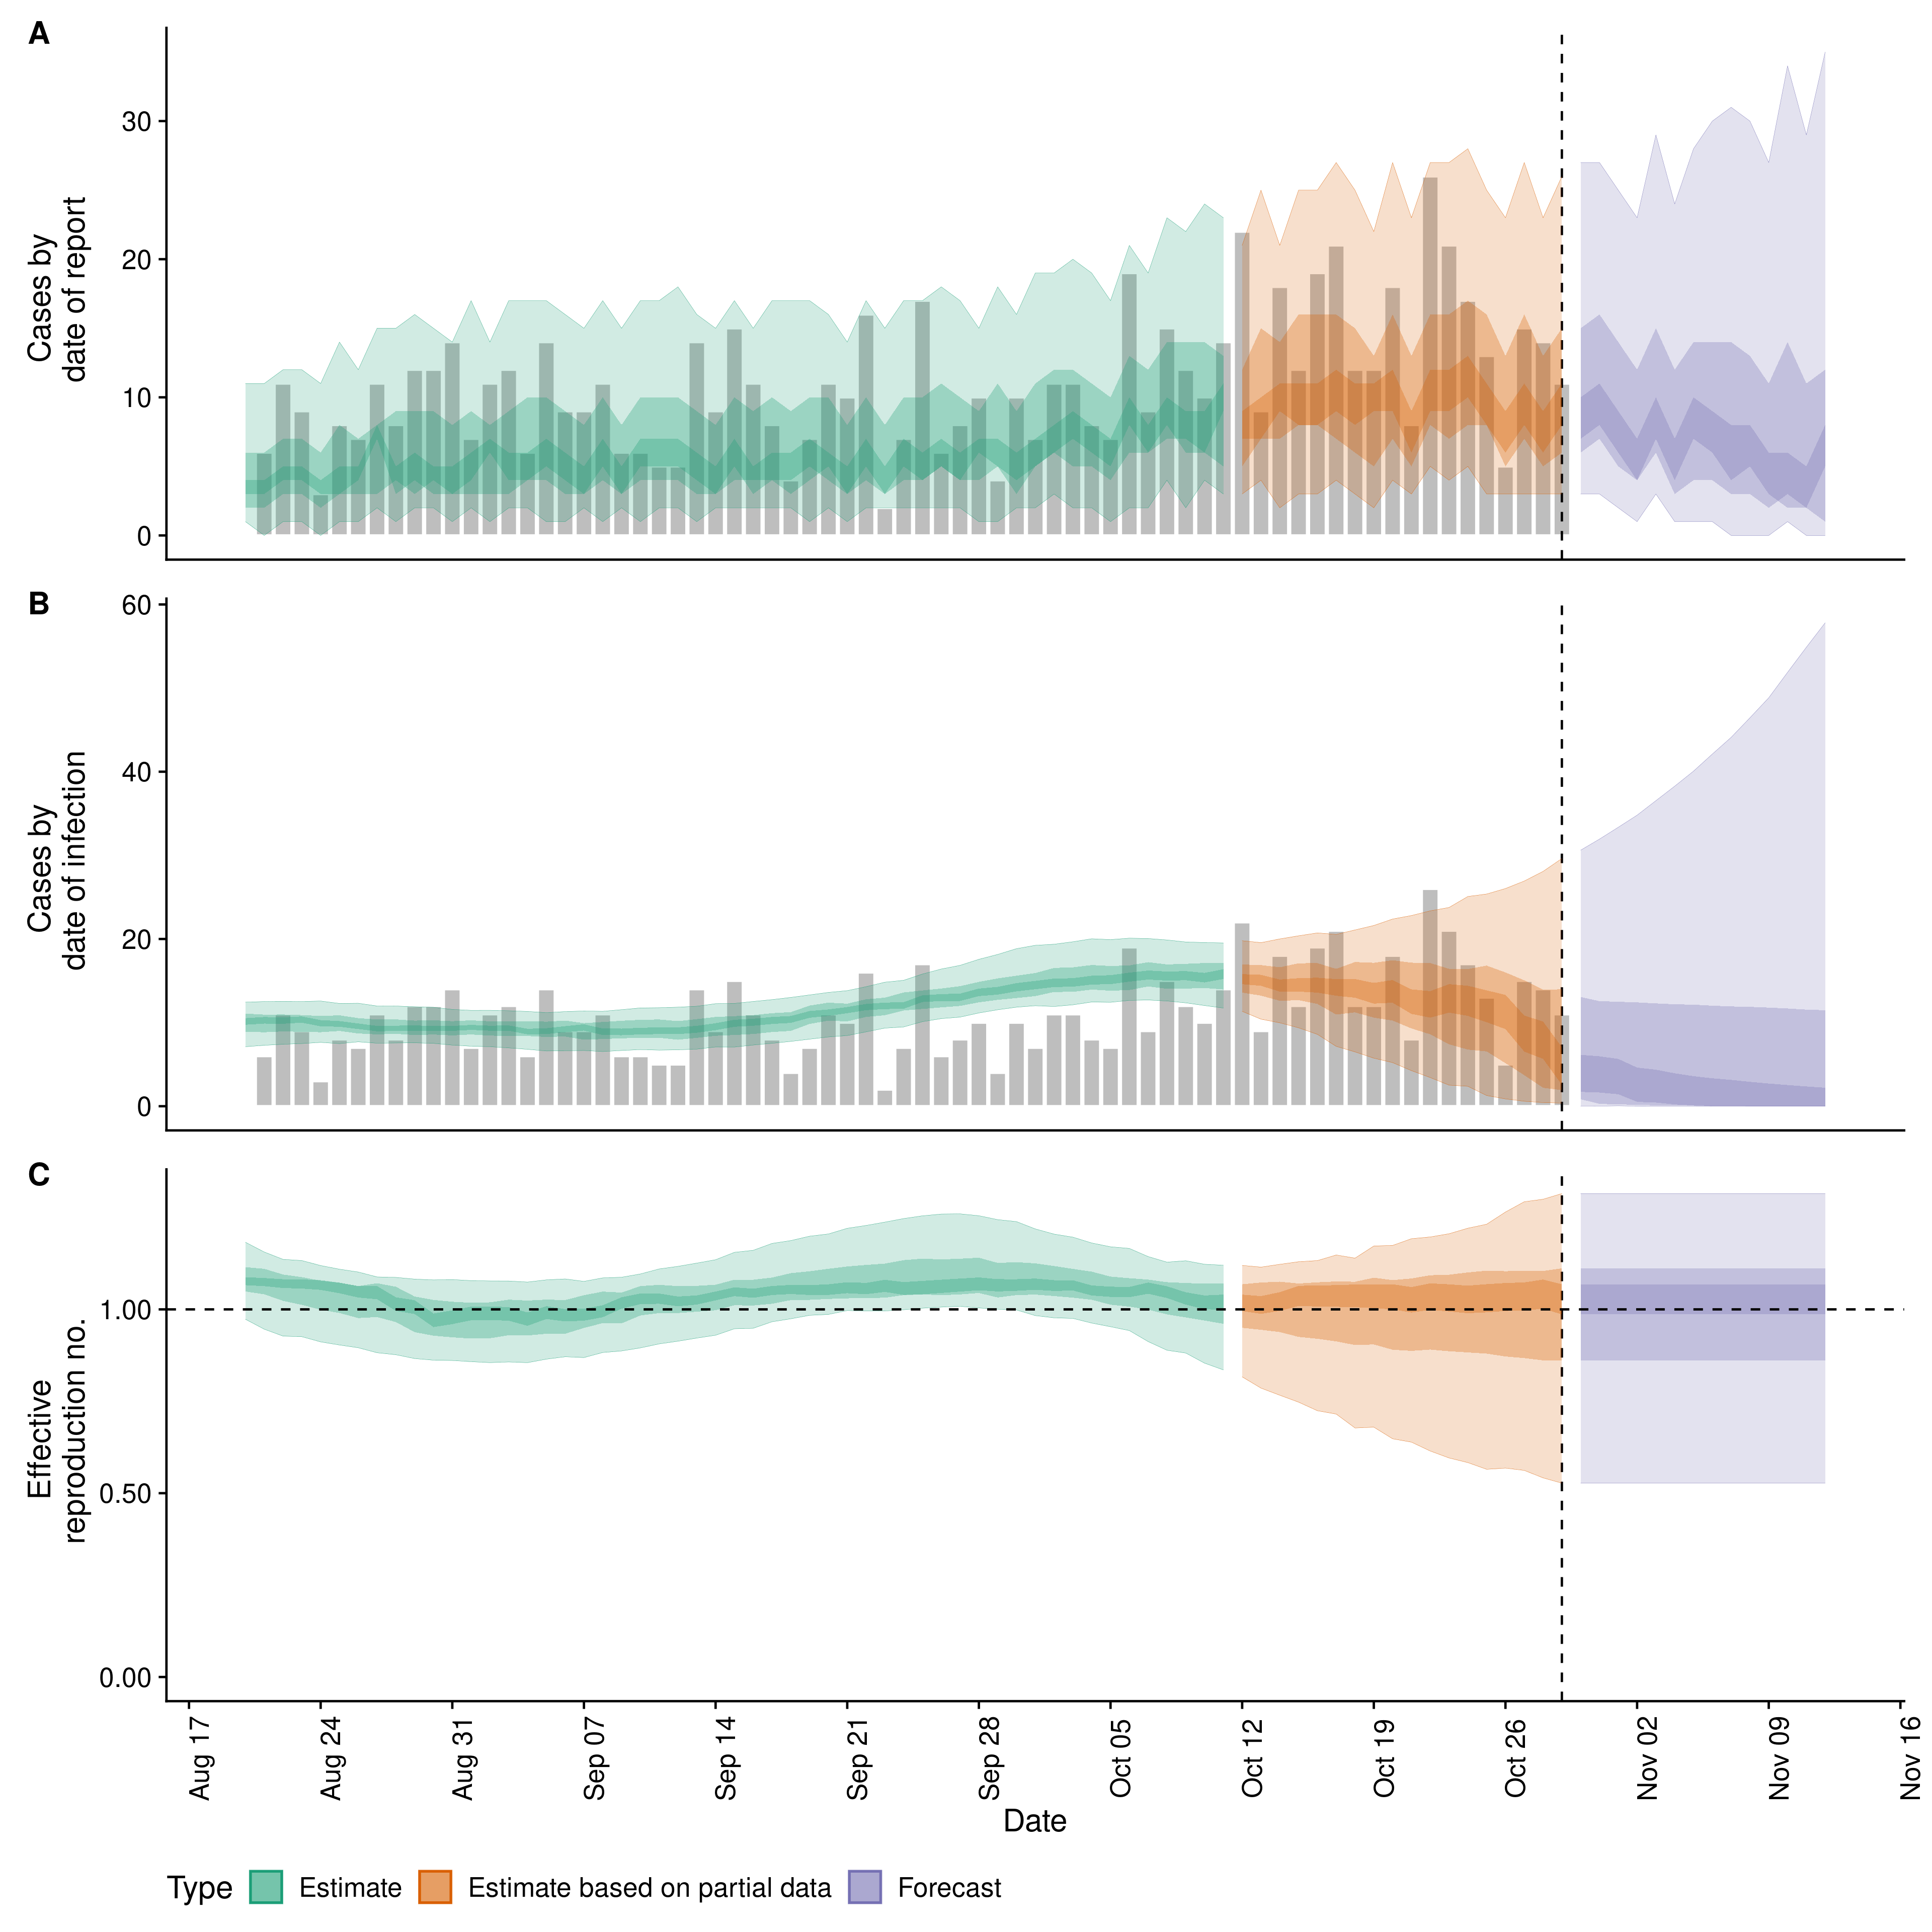 A
Cases by
date of report
30
20
10
0
B
Cases by
date of infection
60
40
20
0
C
Effective
reproduction no.
1.00
0.50
0.00
Aug 17
Aug 24
Aug 31
Sep 07
Sep 14
Sep 21
Sep 28
Oct 05
Oct 12
Oct 19
Oct 26
Nov 02
Nov 09
Nov 16
Date
Type Estimate Estimate based on partial data Forecast